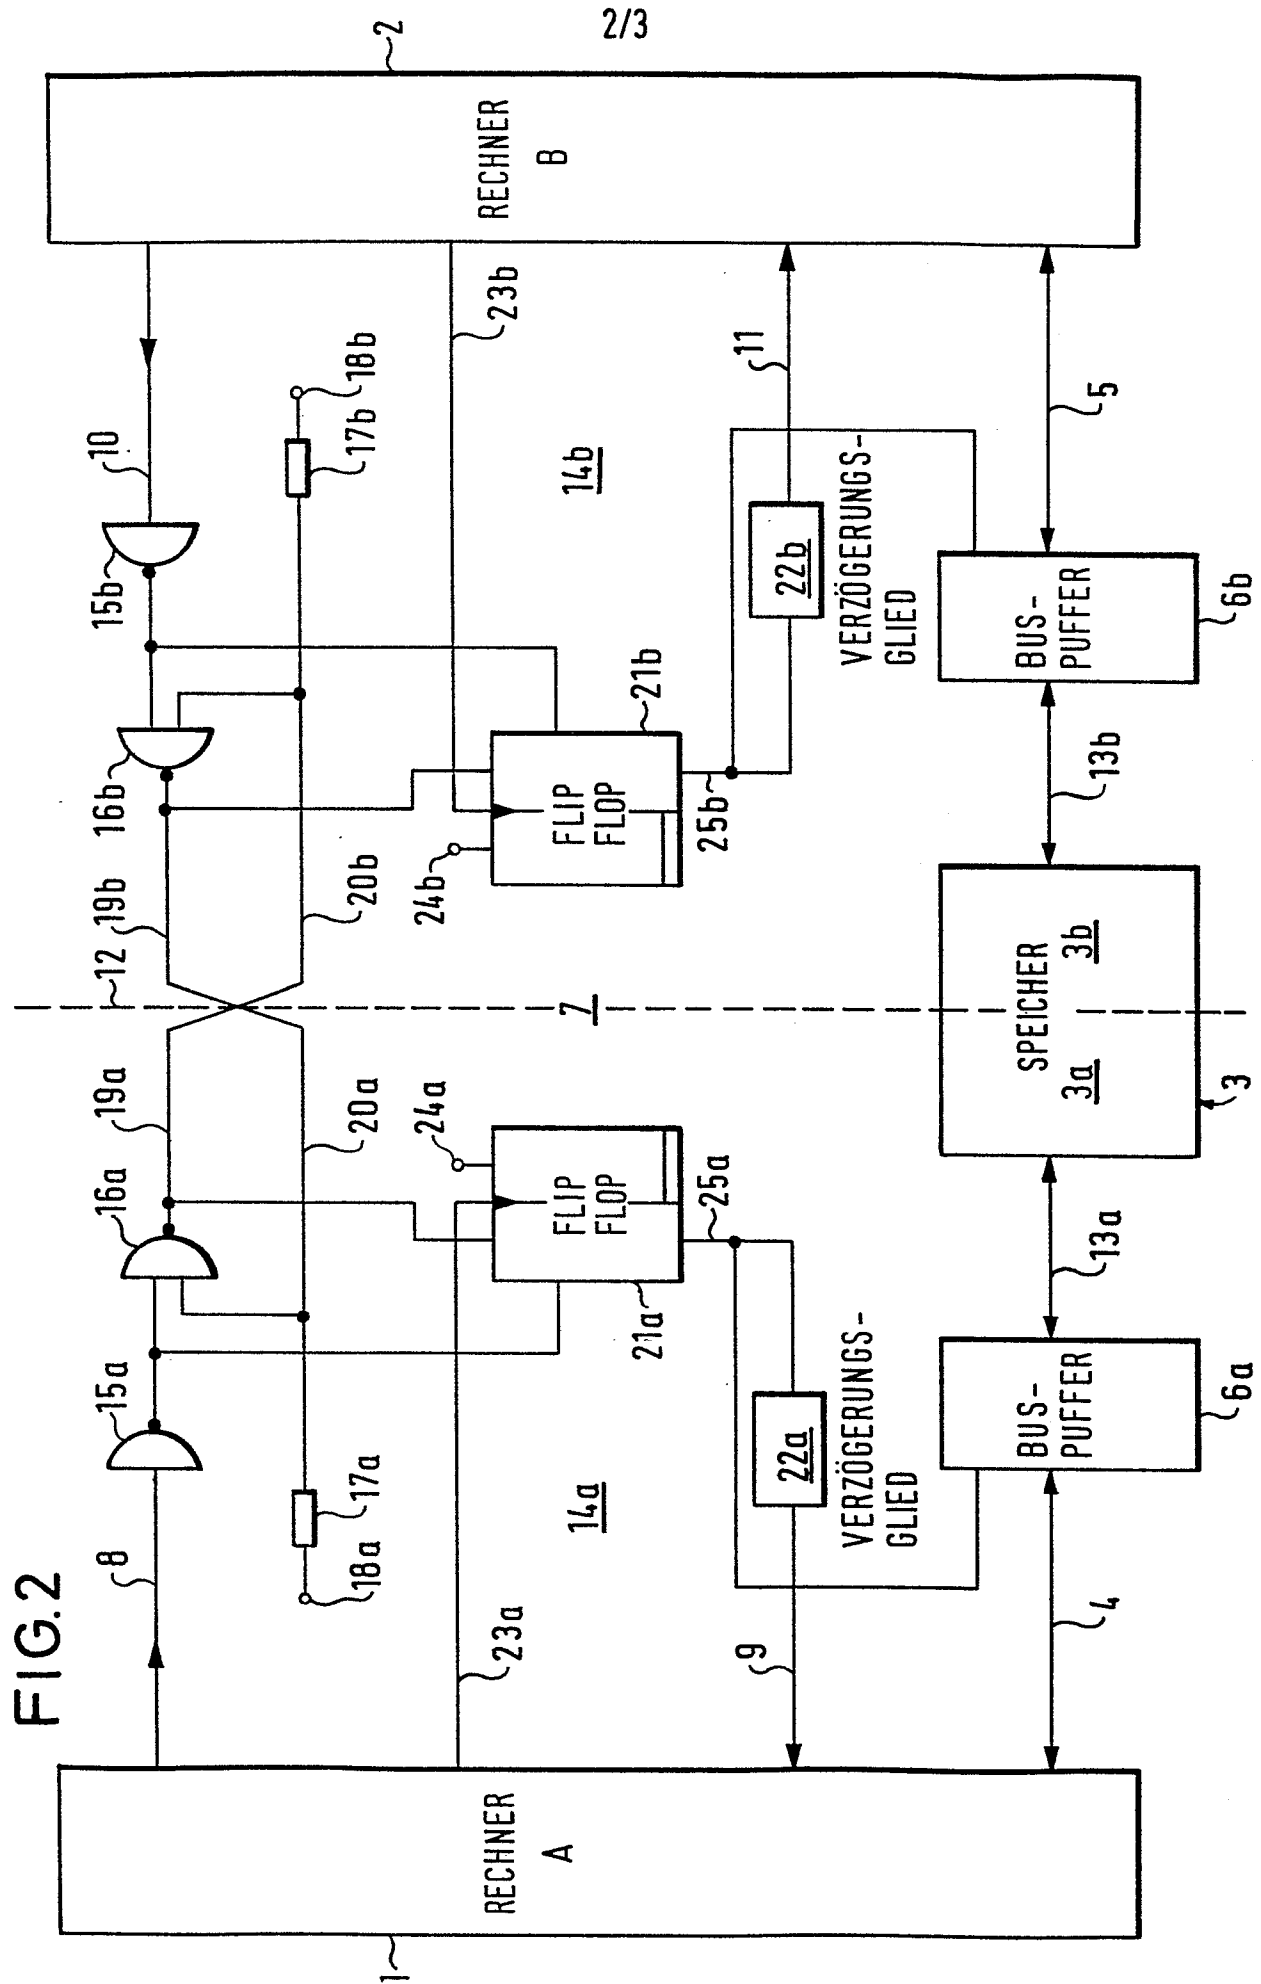 2/3
FIG.2
1
RECHNER
A
2
RECHNER
B
8
15a
16a
19a
12
19b
16b
15b
10
18a
17a
20a
20b
17b
18b
23a
24a
24b
23b
14a
21a
FLIP
FLOP
7
FLIP
FLOP
21b
14b
9
25a
25b
11
22a
VERZÖGERUNGS-
GLIED
22b
VERZÖGERUNGS-
GLIED
4
BUS-
PUFFER
6a
13a
SPEICHER
3a
3b
3
13b
BUS-
PUFFER
6b
5